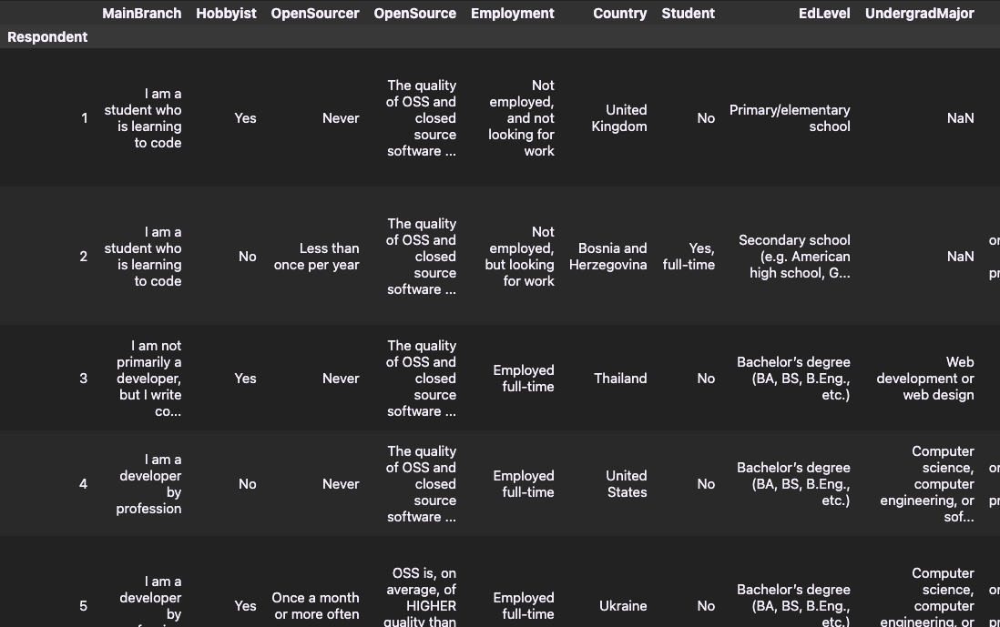 MainBranch Hobbyist OpenSourcer OpenSource Employment Country Student EdLevel UndergradMajor
Respondent
1
I am a
student who
is learning
to code
Yes
Never
The quality
of OSS and
closed
source
software ...
Not
employed,
and not
looking for
work
United
Kingdom
No
Primary/elementary
school
NaN
2
I am a
student who
is learning
to code
No
Less than
once per year
The quality
of OSS and
closed
source
software ...
Not
employed,
but looking
for work
Bosnia and
Herzegovina
Yes,
full-time
Secondary school
(e.g. American
high school, G...
NaN
3
I am not
primarily a
developer,
but I write
co...
Yes
Never
The quality
of OSS and
closed
source
software ...
Employed
full-time
Thailand
No
Bachelor’s degree
(BA, BS, B.Eng.,
etc.)
Web
development or
web design
4
I am a
developer
by
profession
No
Never
The quality
of OSS and
closed
source
software ...
Employed
full-time
United
States
No
Bachelor’s degree
(BA, BS, B.Eng.,
etc.)
Computer
science,
computer
engineering, or
sof...
5
I am a
developer
by
Yes
Once a month
or more often
OSS is, on
average, of
HIGHER
quality than
Employed
full-time
Ukraine
No
Bachelor’s degree
(BA, BS, B.Eng.,
etc.)
Computer
science,
computer
engineering, or